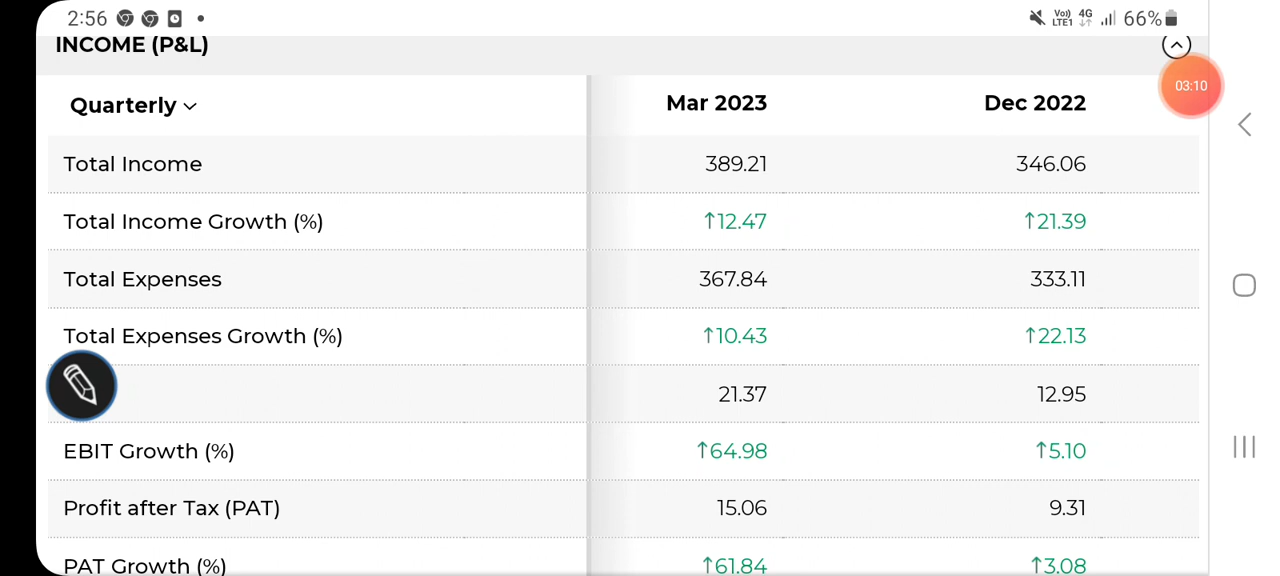 2:56 Vo)) LTE1 4G 66%
INCOME (P&L)
03:10
Quarterly Mar 2023 Dec 2022
Total Income 389.21 346.06
Total Income Growth (%) ↑12.47 ↑21.39
Total Expenses 367.84 333.11
Total Expenses Growth (%) ↑10.43 ↑22.13
21.37 12.95
EBIT Growth (%) ↑64.98 ↑5.10
Profit after Tax (PAT) 15.06 9.31
PAT Growth (%) ↑61.84 ↑3.08